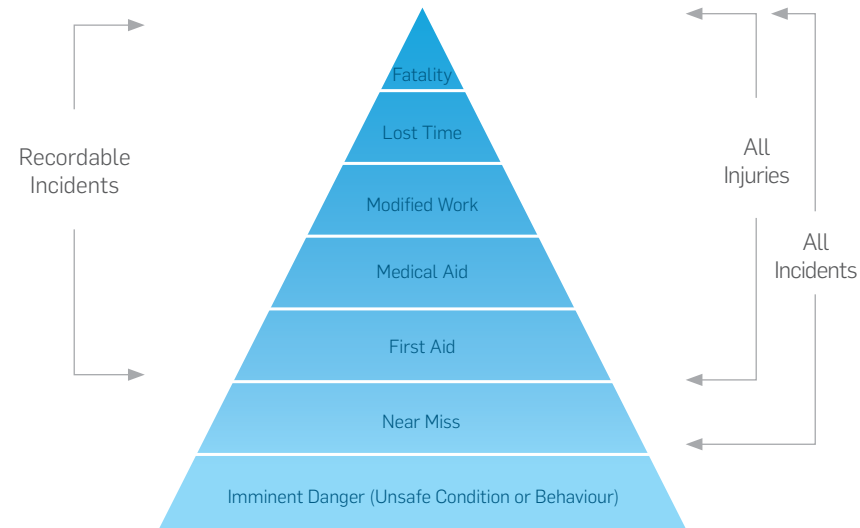 Fatality
Lost Time
Modified Work
Medical Aid
First Aid
Near Miss
Imminent Danger (Unsafe Condition or Behaviour)
Recordable
Incidents
All
Injuries
All
Incidents